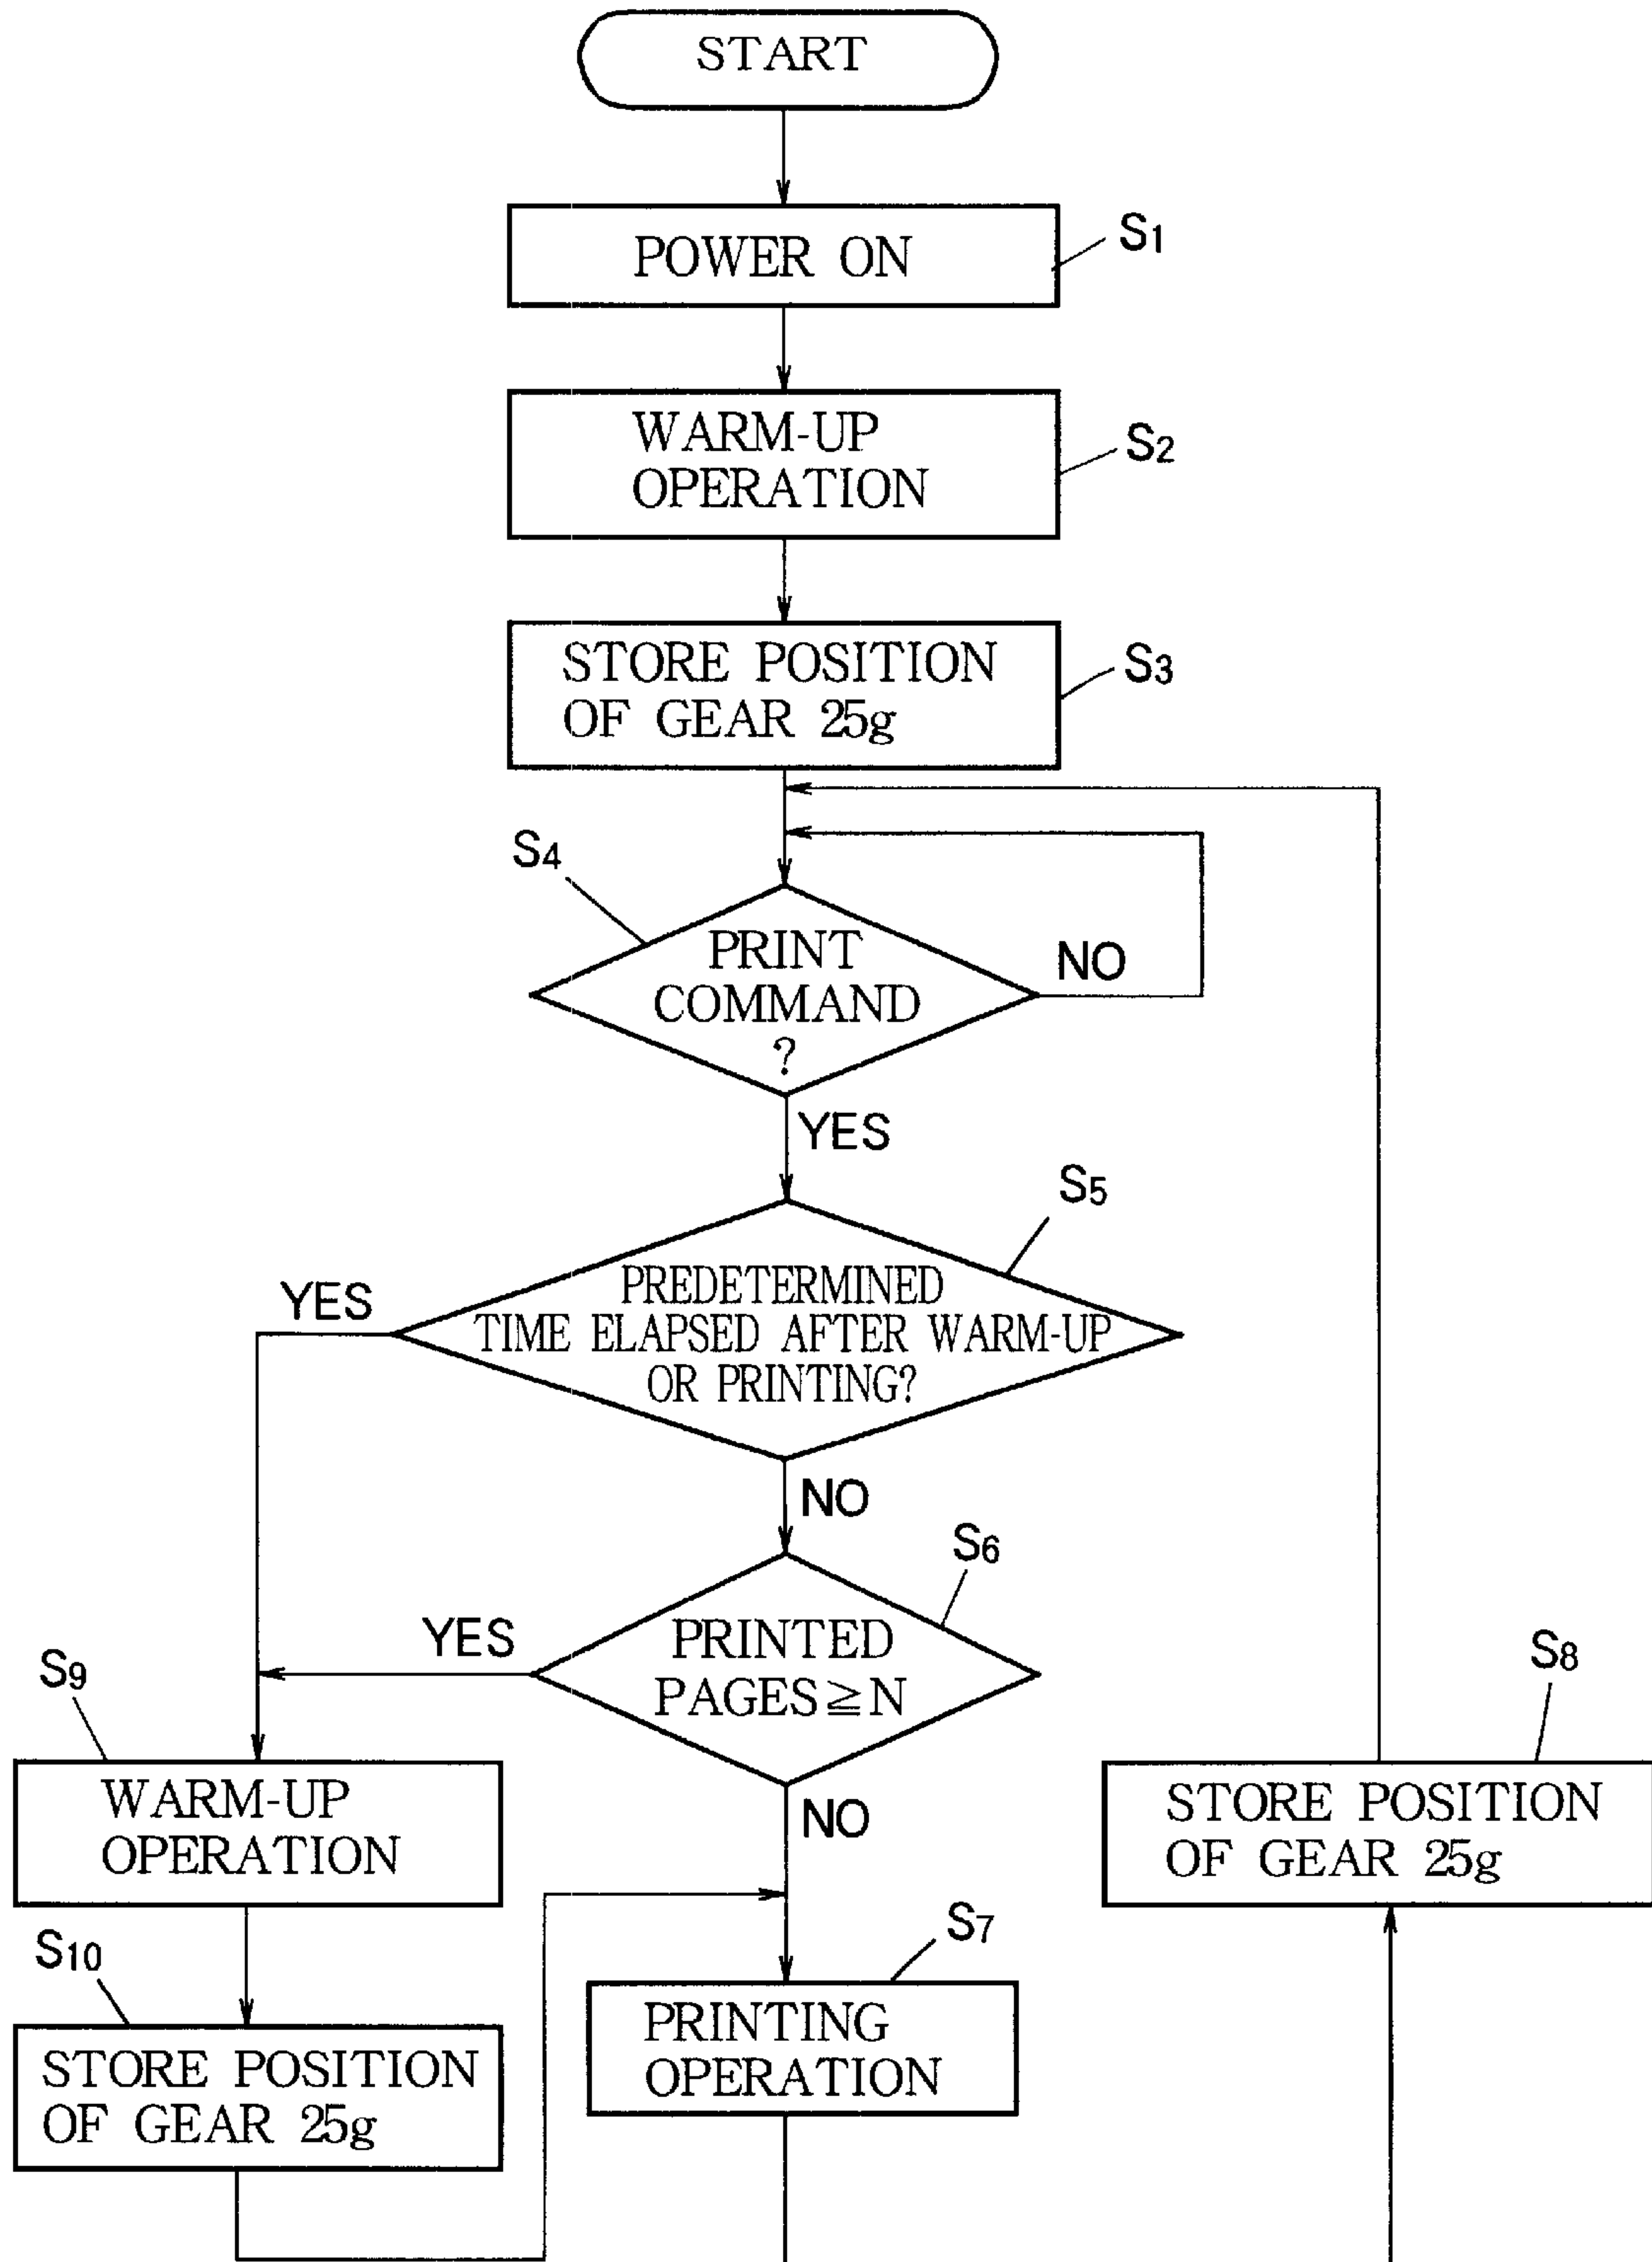 START
POWER ON
S1
WARM-UP
OPERATION
S2
STORE POSITION
OF GEAR 25g
S3
S4
PRINT
COMMAND
?
NO
YES
S5
PREDETERMINED
TIME ELAPSED AFTER WARM-UP
OR PRINTING?
YES
NO
S6
PRINTED
PAGES≧N
YES
NO
S9
WARM-UP
OPERATION
S8
STORE POSITION
OF GEAR 25g
S10
STORE POSITION
OF GEAR 25g
S7
PRINTING
OPERATION